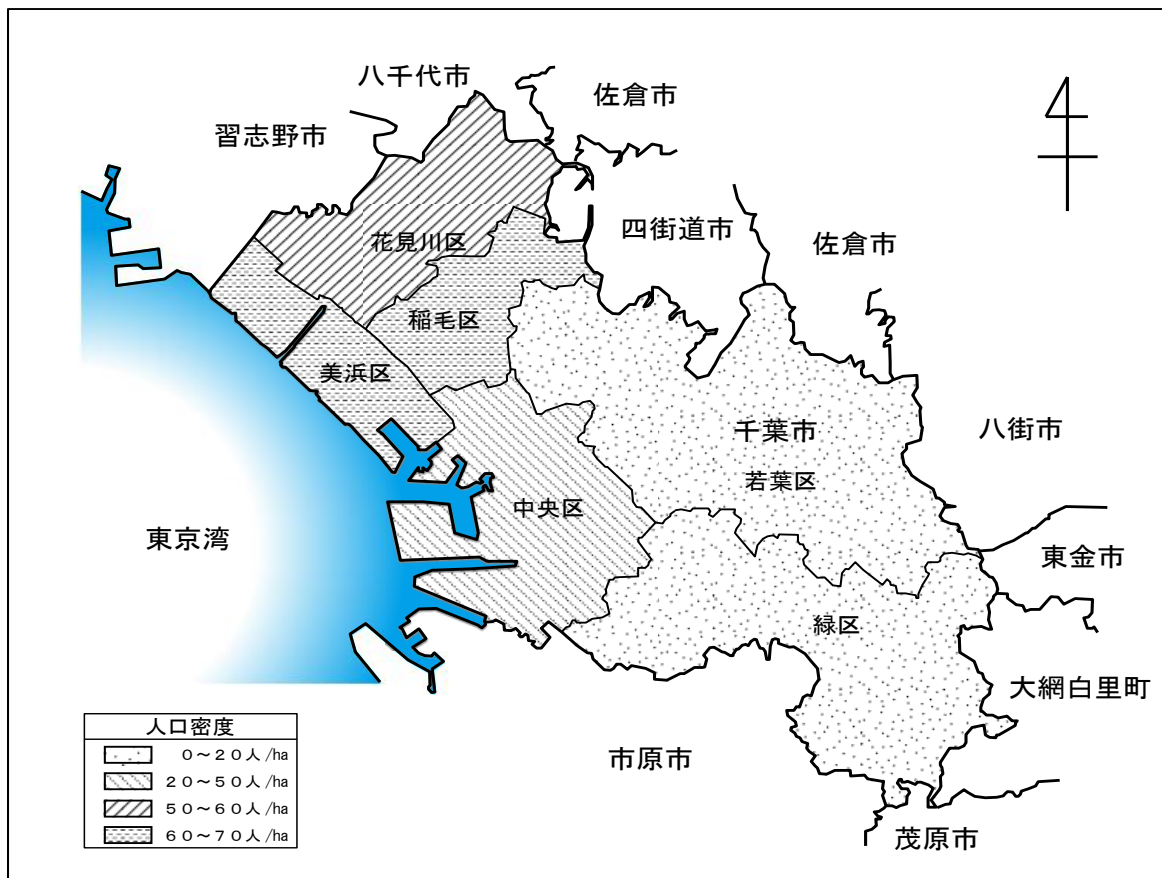 八千代市
佐倉市
習志野市
四街道市
佐倉市
花見川区
稲毛区
美浜区
千葉市
八街市
若葉区
中央区
東京湾
東金市
緑区
大網白里町
市原市
茂原市
人口密度
０～２０人/ha
２０～５０人/ha
５０～６０人/ha
６０～７０人/ha